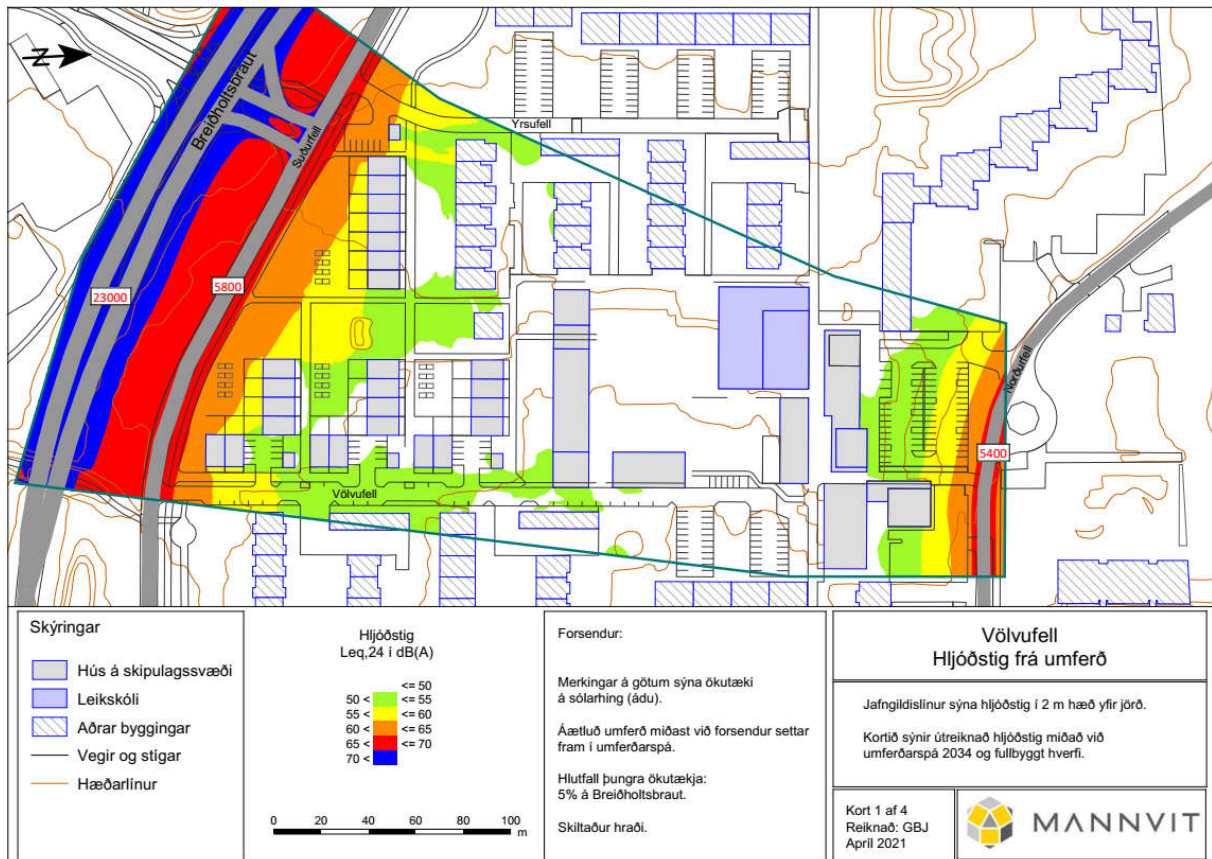 N
Breiðholtsbraut
Suðurfell
Yrsufell
23000
5800
Völvufell
Norðurfell
5400
Skýringar
Hús á skipulagssvæði
Leikskóli
Aðrar byggingar
Vegir og stígar
Hæðarlínur
Hljóðstig
Leq,24 í dB(A)
<= 50
50 < <= 55
55 < <= 60
60 < <= 65
65 < <= 70
70 <
0 20 40 60 80 100
m
Forsendur:
Merkingar á götum sýna ökutæki
á sólarhing (ádu).
Áætluð umferð miðast við forsendur settar
fram í umferðarspá.
Hlutfall þungra ökutækja:
5% á Breiðholtsbraut.
Skiltaður hraði.
Völvufell
Hljóðstig frá umferð
Jafngildislínur sýna hljóðstig í 2 m hæð yfir jörð.
Kortið sýnir útreiknað hljóðstig miðað við
umferðarspá 2034 og fullbyggt hverfi.
Kort 1 af 4
Reiknað: GBJ
Apríl 2021
MANNVIT